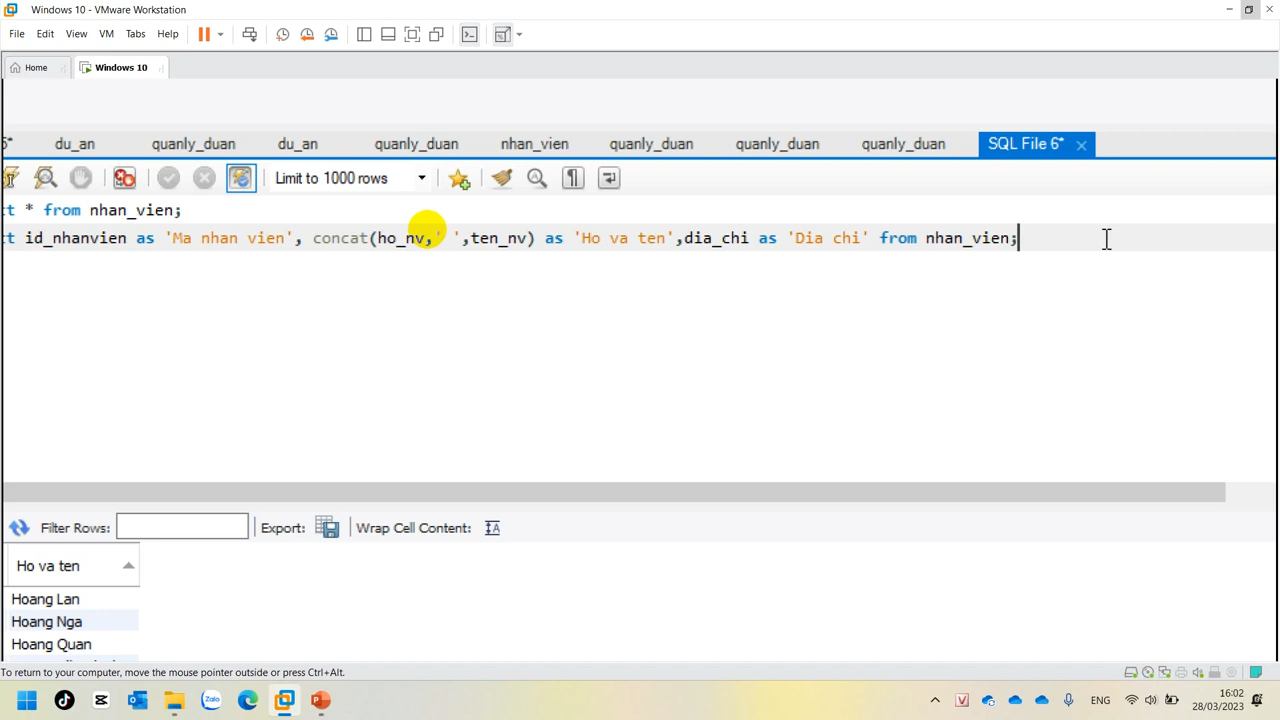 Windows 10 - VMware Workstation
File Edit View VM Tabs Help
Home Windows 10
5* du_an quanly_duan du_an quanly_duan nhan_vien quanly_duan quanly_duan quanly_duan SQL File 6*
Limit to 1000 rows
ct * from nhan_vien;
ct id_nhanvien as 'Ma nhan vien', concat(ho_nv,' ',ten_nv) as 'Ho va ten',dia_chi as 'Dia chi' from nhan_vien;
Filter Rows: Export: Wrap Cell Content:
Ho va ten
Hoang Lan
Hoang Nga
Hoang Quan
To return to your computer, move the mouse pointer outside or press Ctrl+Alt.
Zalo ENG 16:02
28/03/2023